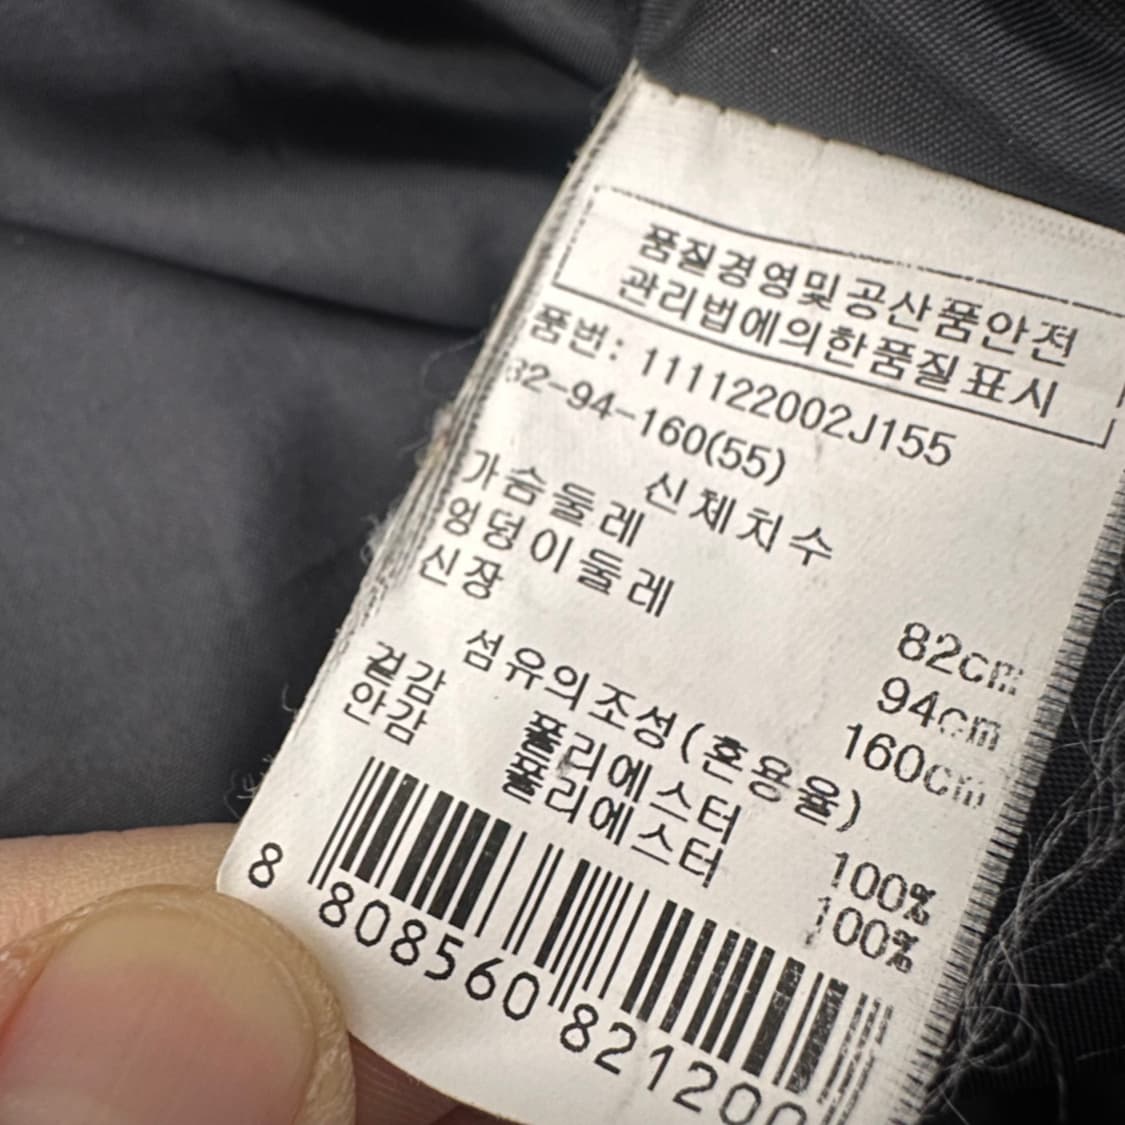 품질경영및공산품안전
관리법에의한품질표시
품번: 111122002J155
82-94-160(55)
신체치수
가슴둘레 82cm
엉덩이둘레 94cm
신장 160cm
섬유의조성(혼용율)
겉감 폴리에스터 100%
안감 폴리에스터 100%
8 808560 821200